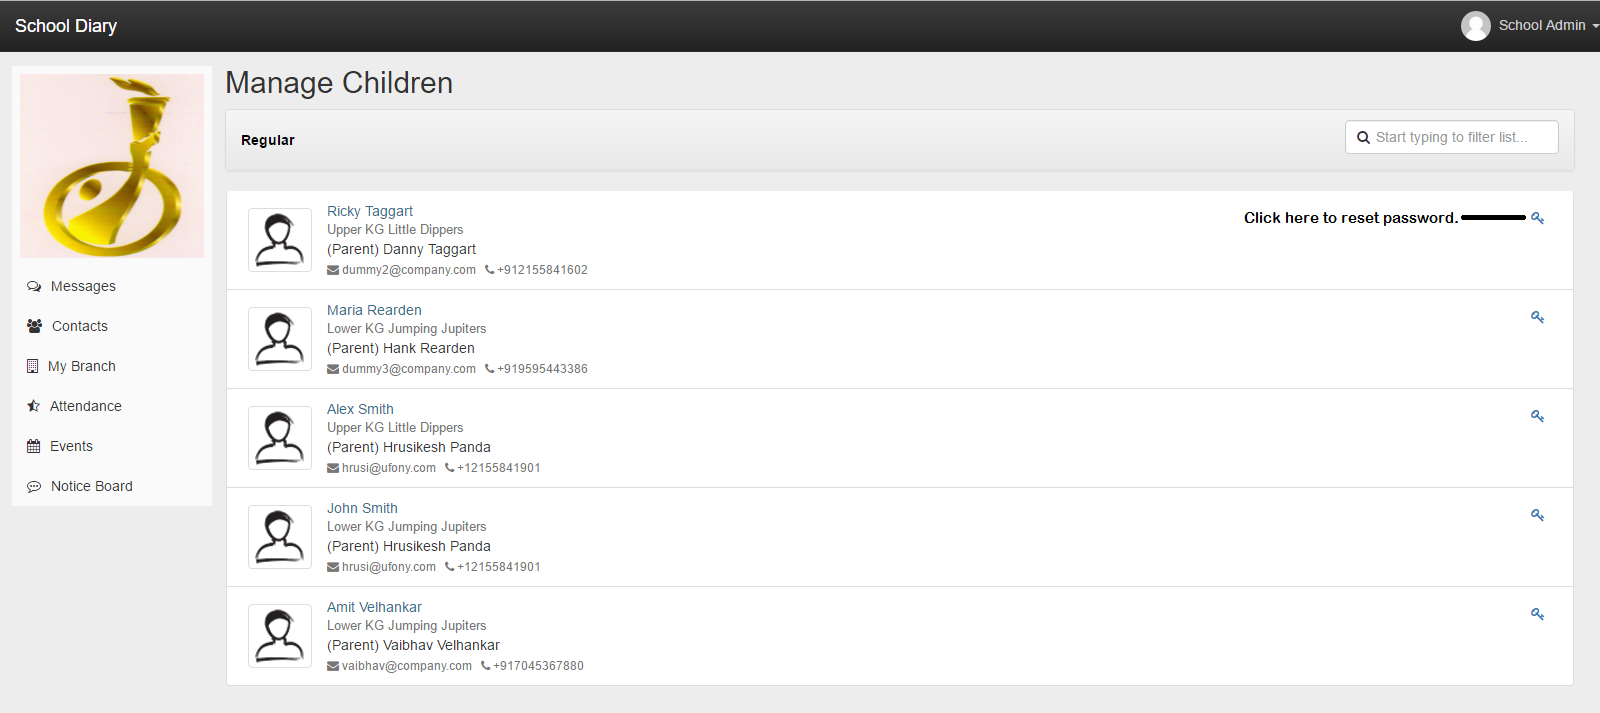 School Diary
School Admin
Manage Children
Regular
Start typing to filter list...
Messages
Contacts
My Branch
Attendance
Events
Notice Board
Ricky Taggart
Upper KG Little Dippers
(Parent) Danny Taggart
dummy2@company.com +912155841602
Click here to reset password.
Maria Rearden
Lower KG Jumping Jupiters
(Parent) Hank Rearden
dummy3@company.com +919595443386
Alex Smith
Upper KG Little Dippers
(Parent) Hrusikesh Panda
hrusi@ufony.com +12155841901
John Smith
Lower KG Jumping Jupiters
(Parent) Hrusikesh Panda
hrusi@ufony.com +12155841901
Amit Velhankar
Lower KG Jumping Jupiters
(Parent) Vaibhav Velhankar
vaibhav@company.com +917045367880